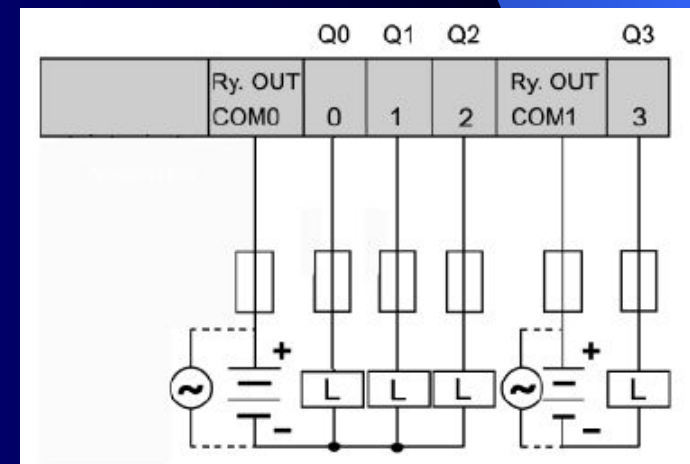 Q0 Q1 Q2 Q3
Ry. OUT Ry. OUT
COM0 0 1 2 COM1 3
+ +
~ L L L ~ L
− −